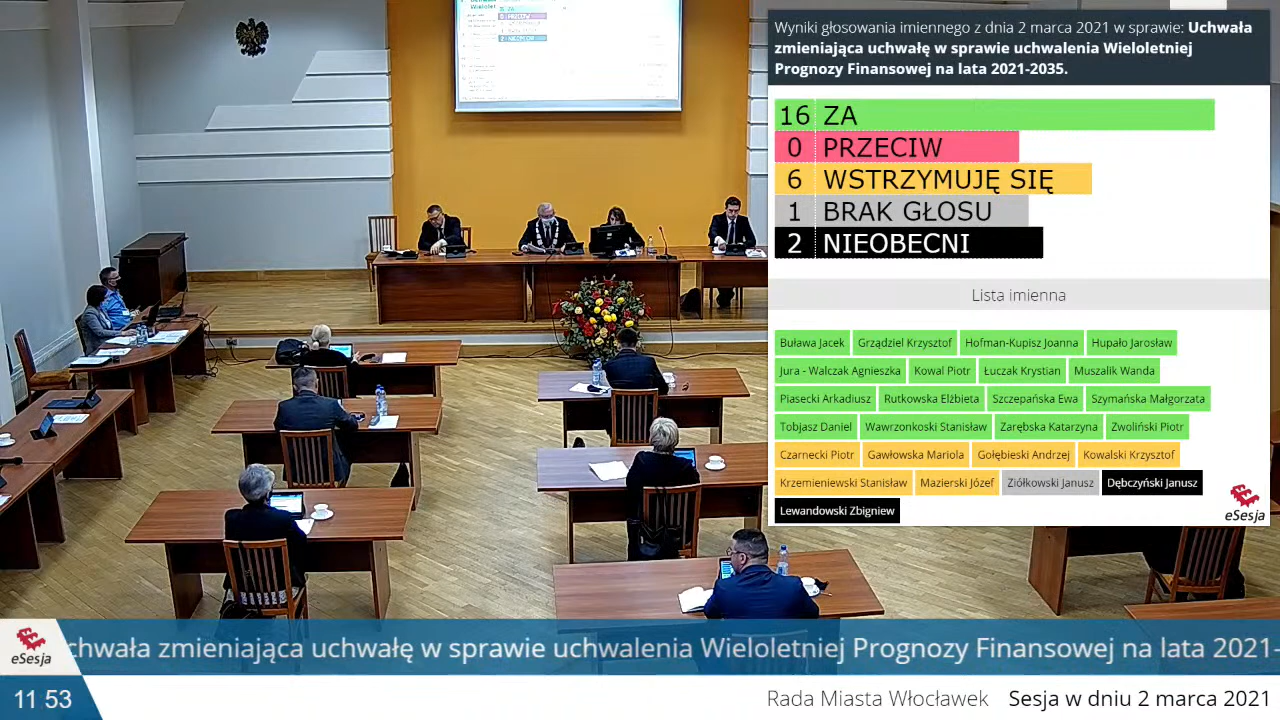 Wyniki głosowania imiennego z dnia 2 marca 2021 w sprawie: Uchwała
zmieniająca uchwałę w sprawie uchwalenia Wieloletniej
Prognozy Finansowej na lata 2021-2035.
16 ZA
0 PRZECIW
6 WSTRZYMUJĘ SIĘ
1 BRAK GŁOSU
2 NIEOBECNI
Lista imienna
Buława Jacek Grządziel Krzysztof Hofman-Kupisz Joanna Hupało Jarosław
Jura - Walczak Agnieszka Kowal Piotr Łuczak Krystian Muszalik Wanda
Piasecki Arkadiusz Rutkowska Elżbieta Szczepańska Ewa Szymańska Małgorzata
Tobjasz Daniel Wawrzonkoski Stanisław Zarębska Katarzyna Zwoliński Piotr
Czarnecki Piotr Gawłowska Mariola Gołębieski Andrzej Kowalski Krzysztof
Krzemieniewski Stanisław Mazierski Józef Ziółkowski Janusz Dębczyński Janusz
Lewandowski Zbigniew
eSesja
eSesja
chwała zmieniająca uchwałę w sprawie uchwalenia Wieloletniej Prognozy Finansowej na lata 2021-
11 53
Rada Miasta Włocławek Sesja w dniu 2 marca 2021